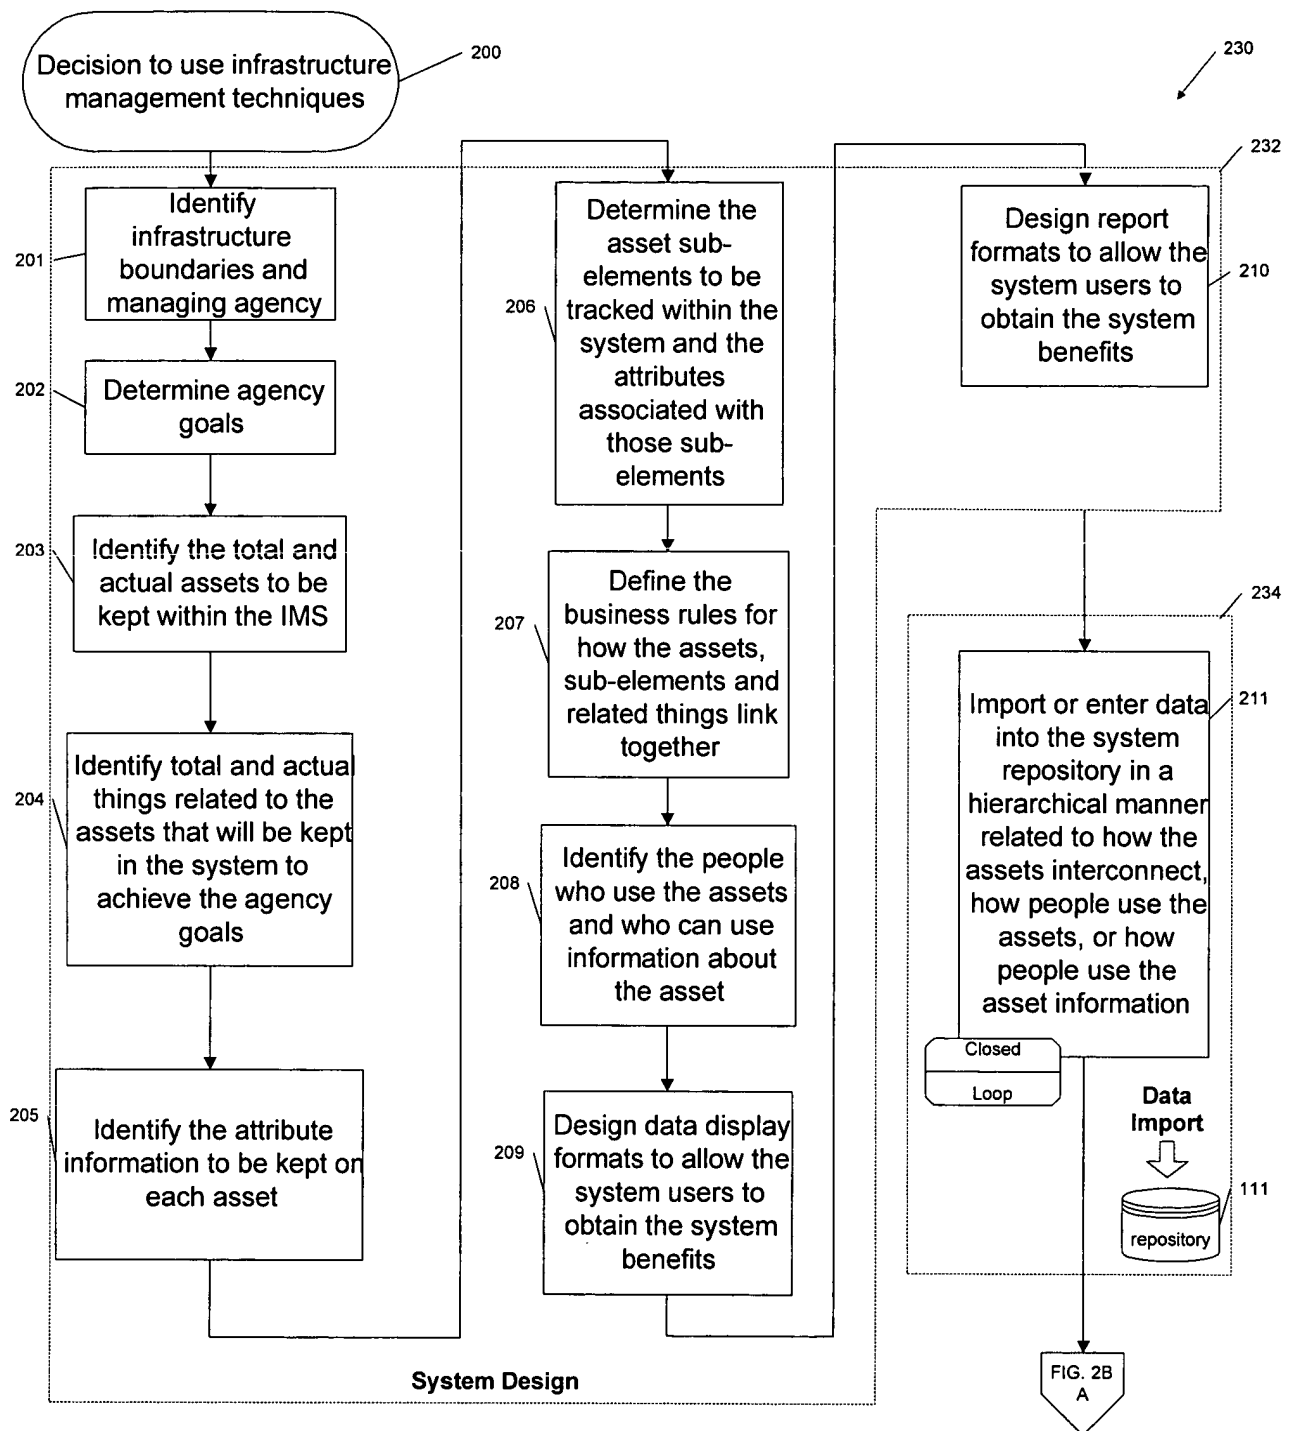 Decision to use infrastructure
management techniques
200
230
232
Identify
infrastructure
boundaries and
managing agency
201
Determine agency
goals
202
Identify the total and
actual assets to be
kept within the IMS
203
Identify total and actual
things related to the
assets that will be kept
in the system to
achieve the agency
goals
204
Identify the attribute
information to be kept on
each asset
205
Determine the
asset sub-
elements to be
tracked within the
system and the
attributes
associated with
those sub-
elements
206
Define the
business rules for
how the assets,
sub-elements and
related things link
together
207
Identify the people
who use the assets
and who can use
information about
the asset
208
Design data display
formats to allow the
system users to
obtain the system
benefits
209
Design report
formats to allow the
system users to
obtain the system
benefits
210
System Design
234
Import or enter data
into the system
repository in a
hierarchical manner
related to how the
assets interconnect,
how people use the
assets, or how
people use the
asset information
211
Closed
Loop
Data
Import
111
repository
FIG. 2B
A